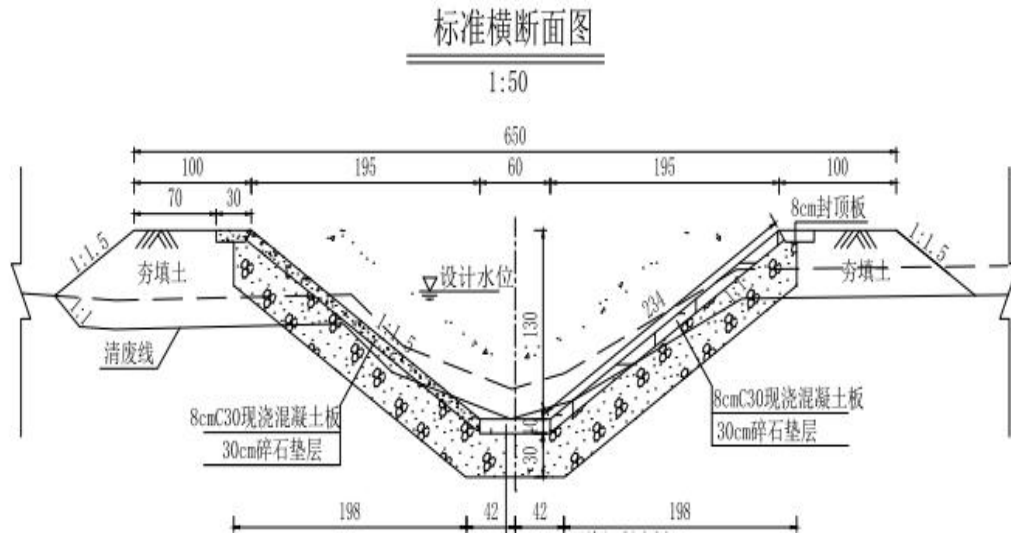 标准横断面图
1:50
650
100 195 60 195 100
70 30
8cm封顶板
1:1.5
夯填土
设计水位
夯填土
1:1.5
234
1:1.5
130
清废线
8cmC30现浇混凝土板
30cm碎石垫层
8cmC30现浇混凝土板
30cm碎石垫层
30
198 42 42 198